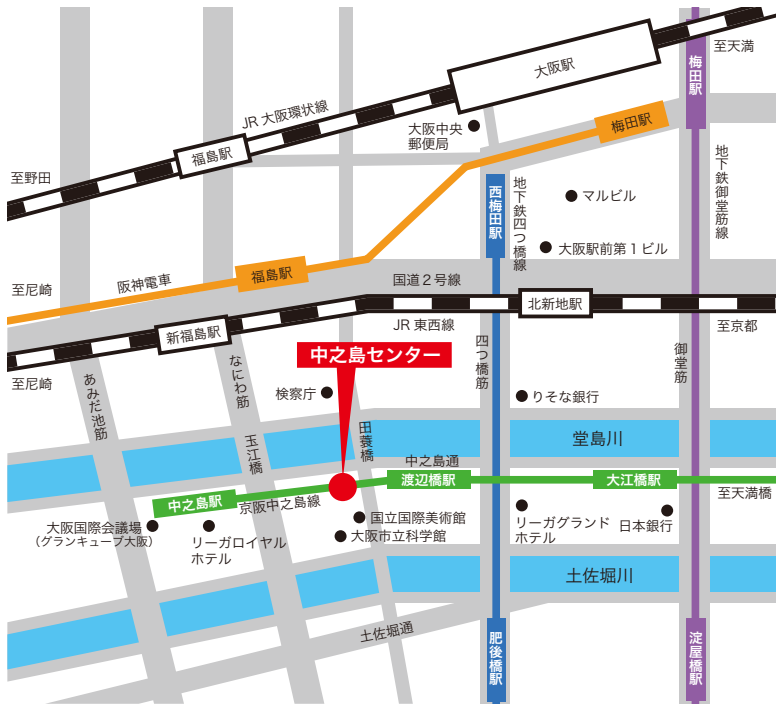 至天満
梅田駅
大阪駅
JR 大阪環状線
大阪中央
郵便局
梅田駅
福島駅
至野田
西梅田駅
地下鉄四つ橋線
地下鉄御堂筋線
マルビル
大阪駅前第1ビル
至尼崎
阪神電車
福島駅
国道2号線
北新地駅
新福島駅
JR 東西線
至京都
至尼崎
中之島センター
四つ橋筋
御堂筋
あみだ池筋
なにわ筋
検察庁
りそな銀行
玉江橋
田蓑橋
堂島川
中之島通
渡辺橋駅
大江橋駅
中之島駅
京阪中之島線
至天満橋
大阪国際会議場
（グランキューブ大阪）
リーガロイヤル
ホテル
国立国際美術館
大阪市立科学館
リーガグランド
ホテル
日本銀行
土佐堀川
土佐堀通
肥後橋駅
淀屋橋駅